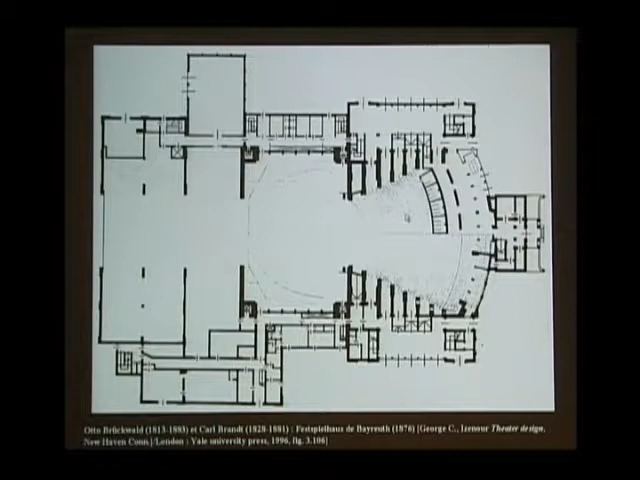 Otto Brückwald (1813-1883) et Carl Brandt (1828-1881) : Festspielhaus de Bayreuth (1876) [George C., Izenour Theater design,
New Haven Conn.]/London : Yale university press, 1996, fig. 3.106]